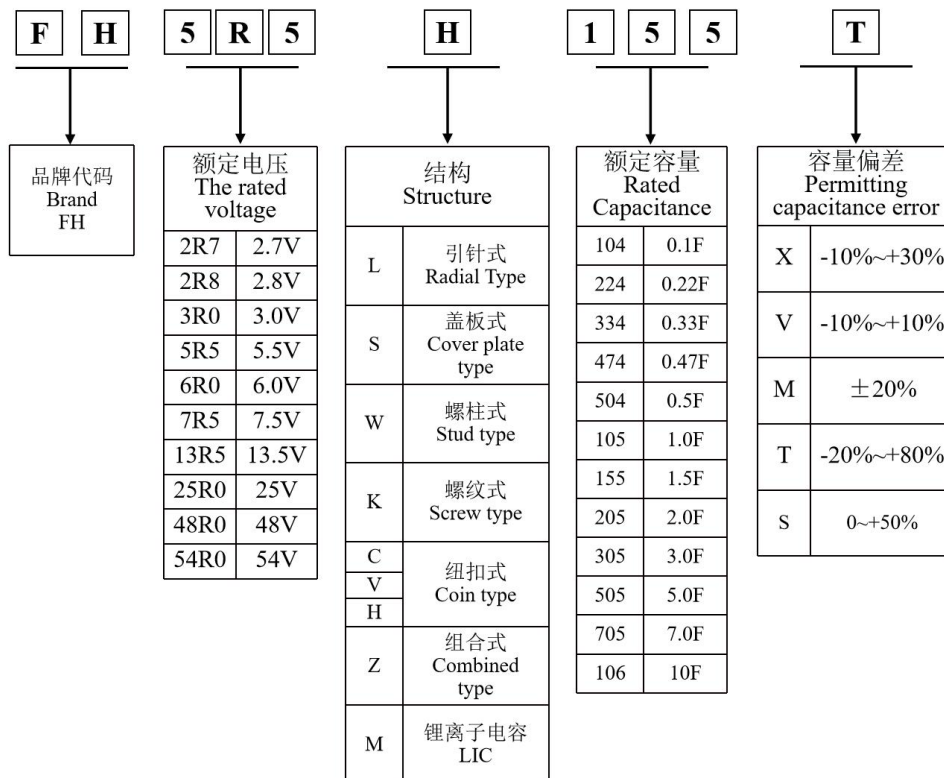 F H 5 R 5 H 1 5 5 T
品牌代码
Brand
FH
额定电压
The rated
voltage
2R7 2.7V
2R8 2.8V
3R0 3.0V
5R5 5.5V
6R0 6.0V
7R5 7.5V
13R5 13.5V
25R0 25V
48R0 48V
54R0 54V
结构
Structure
L 引针式
Radial Type
S 盖板式
Cover plate
type
W 螺柱式
Stud type
K 螺纹式
Screw type
C
V
H
纽扣式
Coin type
Z 组合式
Combined
type
M 锂离子电容
LIC
额定容量
Rated
Capacitance
104 0.1F
224 0.22F
334 0.33F
474 0.47F
504 0.5F
105 1.0F
155 1.5F
205 2.0F
305 3.0F
505 5.0F
705 7.0F
106 10F
容量偏差
Permitting
capacitance error
X -10%~+30%
V -10%~+10%
M ±20%
T -20%~+80%
S 0~+50%